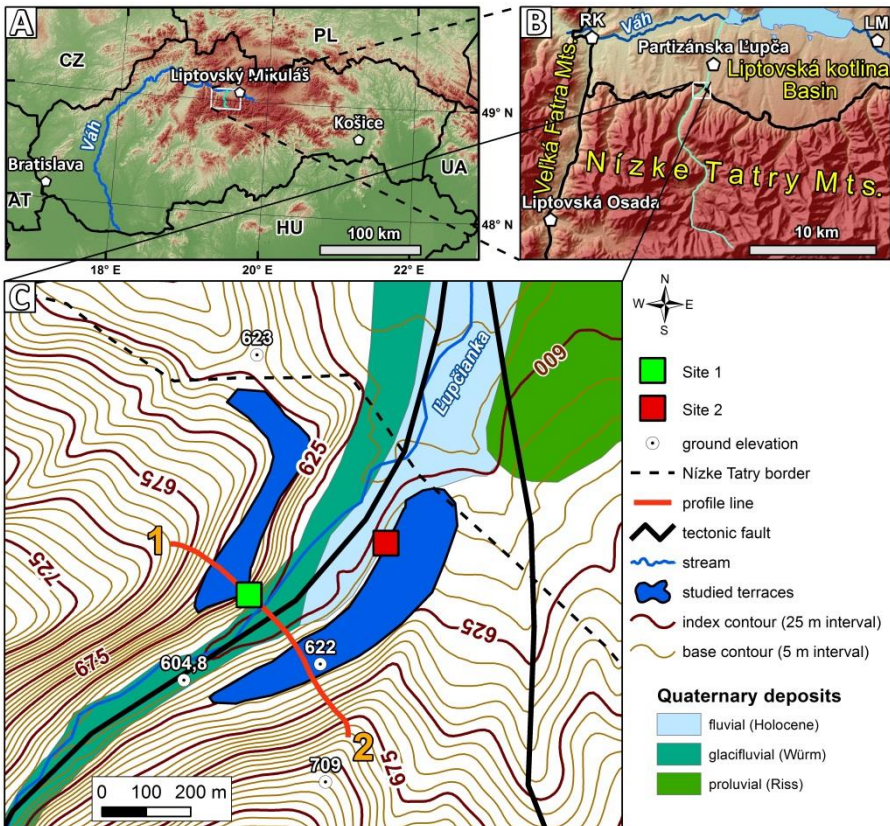 A
CZ
PL
Liptovský Mikuláš
Váh
Košice
Bratislava
AT
HU
UA
49° N
48° N
100 km
18° E
20° E
22° E
B
RK
Váh
LM
Partizánska Ľupča
Liptovská kotlina
Basin
Veľká Fatra Mts.
Nízke Tatry Mts.
Liptovská Osada
10 km
C
623
Ľupčianka
600
625
675
1
725
675
622
625
604,8
2
709
675
0 100 200 m
N
W E
S
Site 1
Site 2
ground elevation
Nízke Tatry border
profile line
tectonic fault
stream
studied terraces
index contour (25 m interval)
base contour (5 m interval)
Quaternary deposits
fluvial (Holocene)
glacifluvial (Würm)
proluvial (Riss)